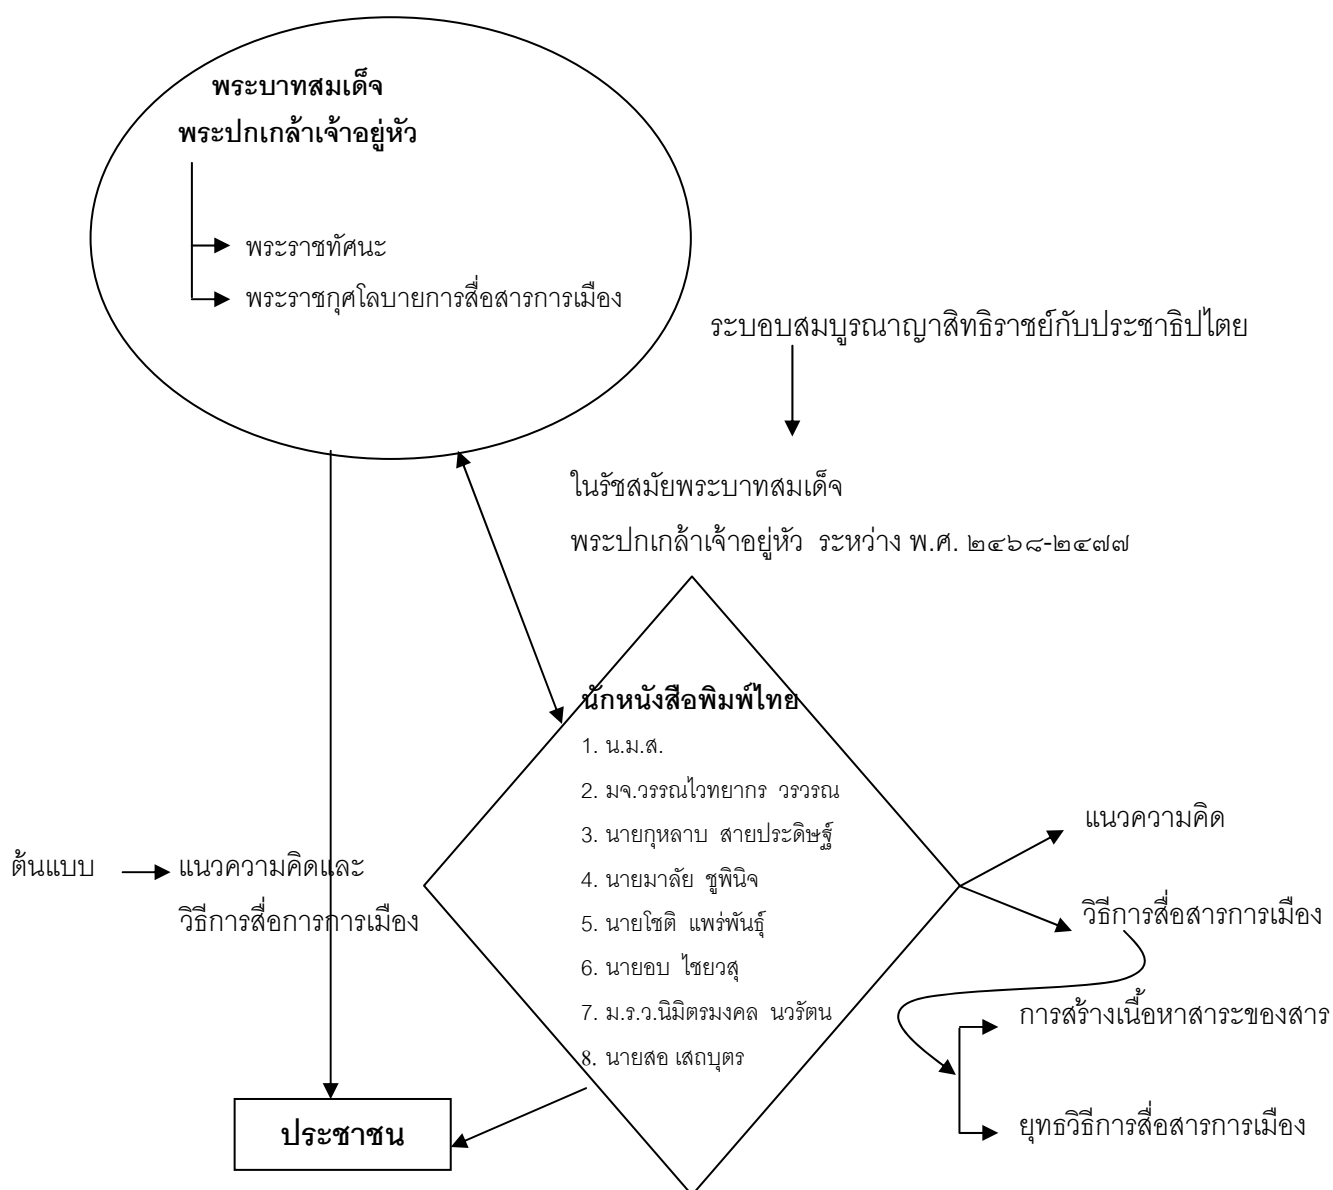 พระบาทสมเด็จ
พระปกเกล้าเจ้าอยู่หัว
พระราชทัศนะ
พระราชกุศโลบายการสื่อสารการเมือง
ระบอบสมบูรณาญาสิทธิราชย์กับประชาธิปไตย
ในรัชสมัยพระบาทสมเด็จ
พระปกเกล้าเจ้าอยู่หัว ระหว่าง พ.ศ. ๒๔๖๘-๒๔๗๗
นักหนังสือพิมพ์ไทย
1. น.ม.ส.
2. มจ.วรรณไวทยากร วรวรณ
3. นายกุหลาบ สายประดิษฐ์
4. นายมาลัย ชูพินิจ
5. นายโชติ แพร่พันธุ์
6. นายอบ ไชยวสุ
7. ม.ร.ว.นิมิตรมงคล นวรัตน
8. นายสอ เสถบุตร
ต้นแบบ
แนวความคิดและ
วิธีการสื่อการการเมือง
แนวความคิด
วิธีการสื่อสารการเมือง
การสร้างเนื้อหาสาระของสาร
ยุทธวิธีการสื่อสารการเมือง
ประชาชน